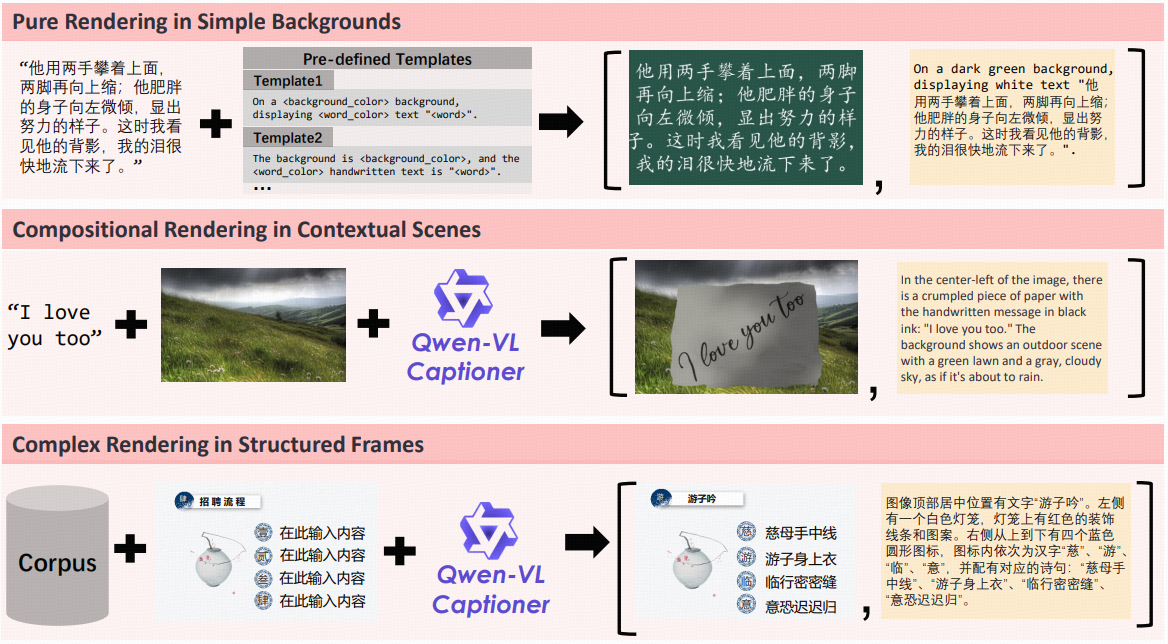 Pure Rendering in Simple Backgrounds
“他用两手攀着上面，
两脚再向上缩；他肥胖
的身子向左微倾，显出
努力的样子。这时我看
见他的背影，我的泪很
快地流下来了。”
Pre-defined Templates
Template1
On a <background_color> background,
displaying <word_color> text "<word>".
Template2
The background is <background_color>, and the
<word_color> handwritten text is "<word>".
...
他用两手攀着上面，两脚
再向上缩；他肥胖的身子
向左微倾，显出努力的样
子。这时我看见他的背影，
我的泪很快地流下来了。
,
On a dark green background,
displaying white text "他
用两手攀着上面，两脚再向上缩；
他肥胖的身子向左微倾，显出努
力的样子。这时我看见他的背影，
我的泪很快地流下来了。".
Compositional Rendering in Contextual Scenes
“I love
you too”
Qwen-VL
Captioner
I love you too
,
In the center-left of the image, there
is a crumpled piece of paper with
the handwritten message in black
ink: "I love you too." The
background shows an outdoor scene
with a green lawn and a gray, cloudy
sky, as if it's about to rain.
Complex Rendering in Structured Frames
Corpus
肆 招聘流程
壹 在此输入内容
贰 在此输入内容
叁 在此输入内容
肆 在此输入内容
Qwen-VL
Captioner
游 游子吟
慈 慈母手中线
游 游子身上衣
临 临行密密缝
意 意恐迟迟归
,
图像顶部居中位置有文字“游子吟”。左侧
有一个白色灯笼，灯笼上有红色的装饰
线条和图案。右侧从上到下有四个蓝色
圆形图标，图标内依次为汉字“慈”、“游”、
“临”、“意”，并配有对应的诗句：“慈母手
中线”、“游子身上衣”、“临行密密缝”、
“意恐迟迟归”。